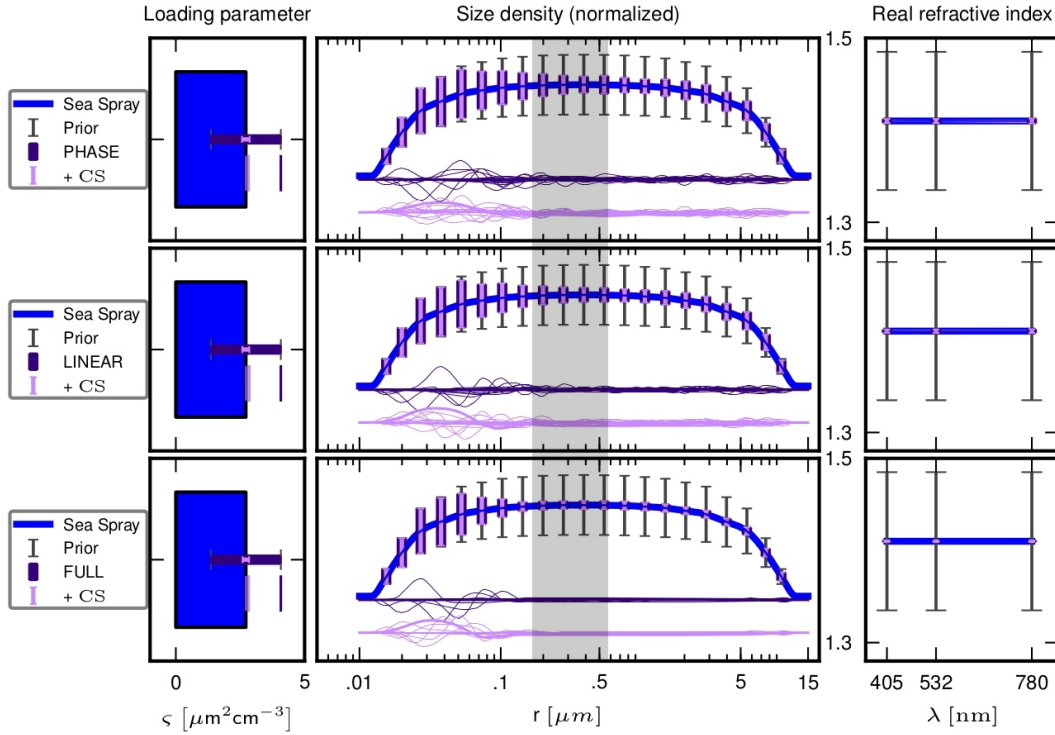 Loading parameter
Size density (normalized)
Real refractive index
Sea Spray
Prior
PHASE
+ CS
1.5
1.3
Sea Spray
Prior
LINEAR
+ CS
1.5
1.3
Sea Spray
Prior
FULL
+ CS
1.5
1.3
0 5
.01 .1 .5 5 15
405 532 780
ς [μm²cm⁻³]
r [μm]
λ [nm]